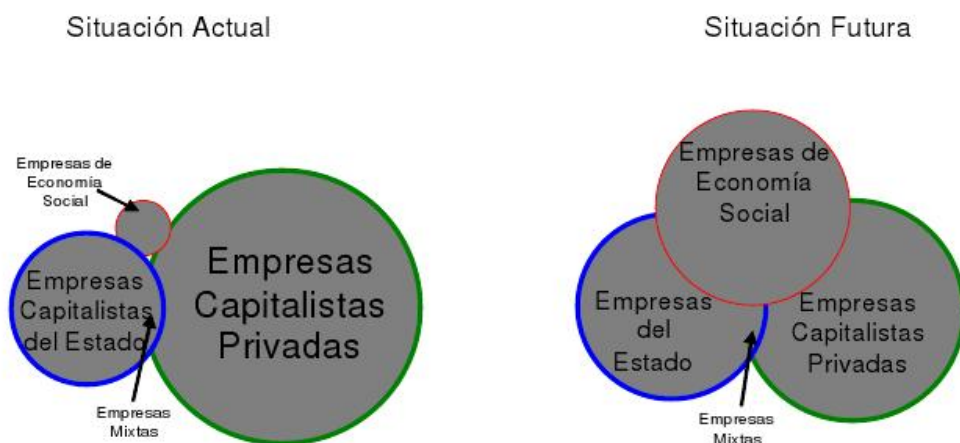 Situación Actual
Situación Futura
Empresas de
Economía
Social
Empresas
Capitalistas
del Estado
Empresas
Capitalistas
Privadas
Empresas
Mixtas
Empresas de
Economía
Social
Empresas
del
Estado
Empresas
Capitalistas
Privadas
Empresas
Mixtas